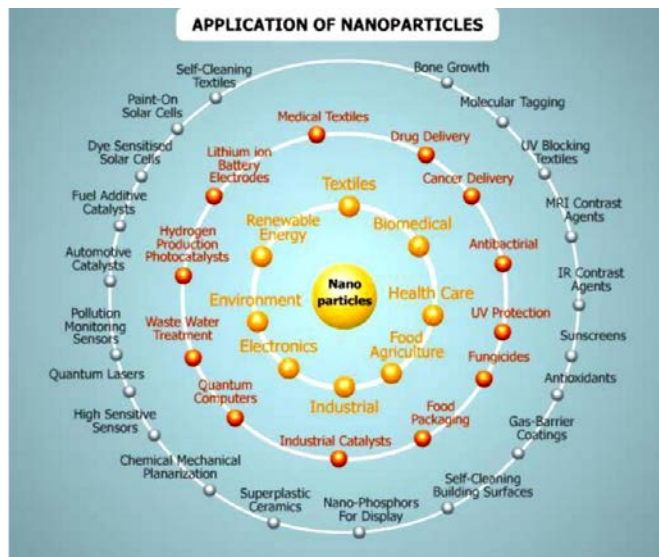 APPLICATION OF NANOPARTICLES
Self-Cleaning
Textiles
Bone Growth
Paint-On
Solar Cells
Molecular Tagging
Medical Textiles
Dye Sensitised
Solar Cells
Lithium ion
Battery
Electrodes
Drug Delivery
UV Blocking
Textiles
Fuel Additive
Catalysts
Textiles
Cancer Delivery
MRI Contrast
Agents
Hydrogen
Production
Photocatalysts
Renewable
Energy
Biomedical
Antibactirial
Automotive
Catalysts
Nano
particles
IR Contrast
Agents
Environment
Health Care
Pollution
Monitoring
Sensors
Waste Water
Treatment
UV Protection
Electronics
Food
Agriculture
Sunscreens
Fungicides
Quantum Lasers
Quantum
Computers
Industrial
Antioxidants
High Sensitive
Sensors
Food
Packaging
Gas-Barrier
Coatings
Industrial Catalysts
Chemical Mechanical
Planarization
Self-Cleaning
Building Surfaces
Superplastic
Ceramics
Nano-Phosphors
For Display